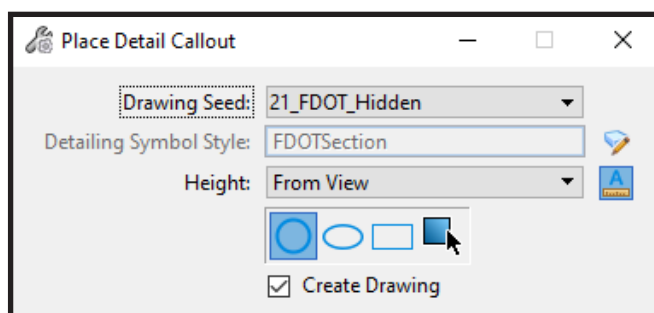 Place Detail Callout
Drawing Seed: 21_FDOT_Hidden
Detailing Symbol Style: FDOTSection
Height: From View
A
Create Drawing